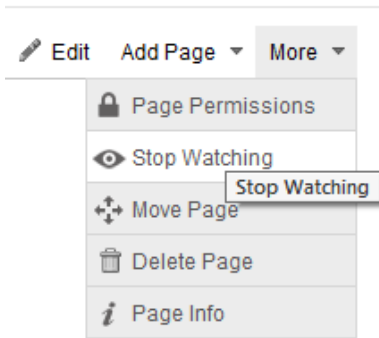 Edit Add Page More
Page Permissions
Stop Watching
Stop Watching
Move Page
Delete Page
Page Info